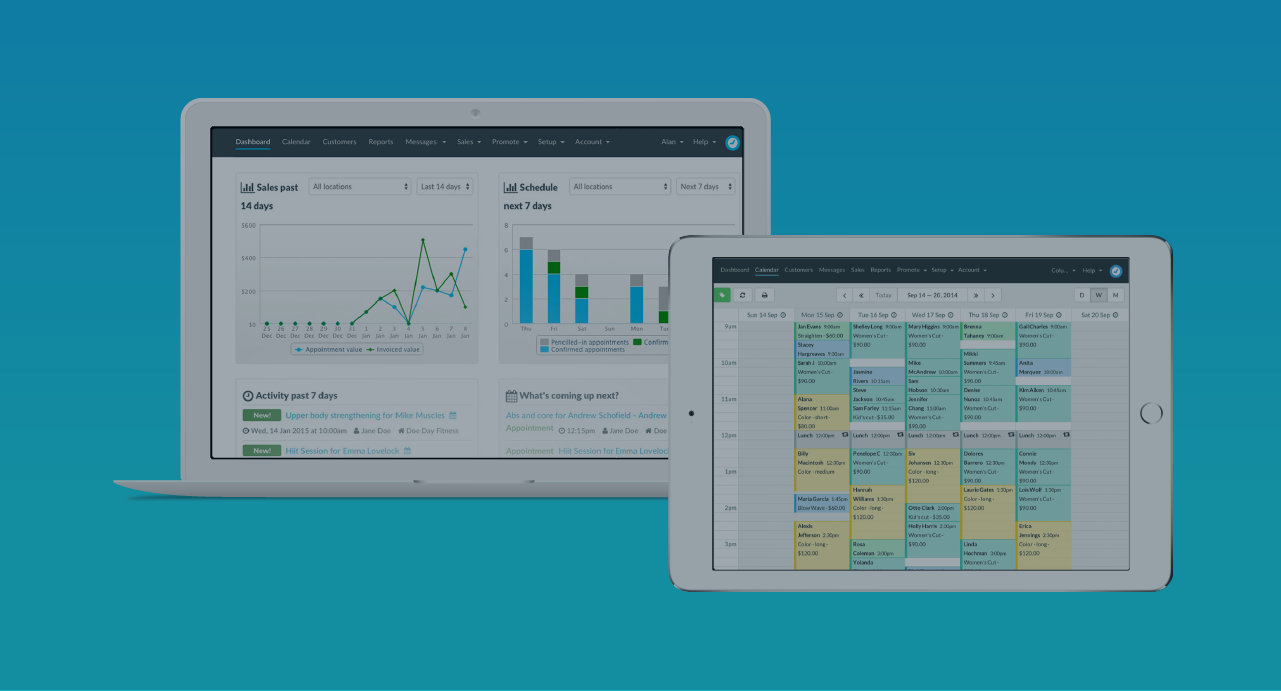 Dashboard Calendar Customers Reports Messages Sales Promote Setup Account Alan Help
Sales past
14 days
All locations
Last 14 days
$600
$400
$200
$0
25 26 27 28 29 30 31 1 2 3 4 5 6 7 8
Dec Dec Dec Dec Dec Dec Dec Jan Jan Jan Jan Jan Jan Jan Jan
Appointment value Invoiced value
Schedule
next 7 days
All locations
Next 7 days
8
6
4
2
0
Thu Fri Sat Sun Mon Tue
Pencilled-in appointments Confirm
Confirmed appointments
Activity past 7 days
New! Upper body strengthening for Mike Muscles
Wed, 14 Jan 2015 at 10:00am Jane Doe Doe Day Fitness
New! Hiit Session for Emma Lovelock
What's coming up next?
Abs and core for Andrew Schofield - Andrew
Appointment 12:15pm Jane Doe Doe
Appointment Hiit Session for Emma Loveloc
Dashboard Calendar Customers Messages Sales Reports Promote Setup Account Colu... Help
Today Sep 14 — 20, 2014 D W M
Sun 14 Sep Mon 15 Sep Tue 16 Sep Wed 17 Sep Thu 18 Sep Fri 19 Sep Sat 20 Sep
9am
10am
11am
12pm
1pm
2pm
3pm
Jan Evans 9:00am
Straighten - $60.00
Stacey
Hargreaves 9:30am
Sarah J 10:00am
Women's Cut -
$90.00
Alana
Spencer 11:00am
Color - short -
$80.00
Lunch 12:00pm
Billy
Macintosh 12:30pm
Color - medium
Maria Garcia 1:45pm
Blow Wave - $60.00
Alexis
Jefferson 2:30pm
Color - long -
$120.00
Shelley Long 9:00am
Women's Cut -
$90.00
Jasmine
Rivers 10:15am
Steve
Jackson 10:45am
Sam Farley 11:15am
Kid's cut - $35.00
Lunch 12:00pm
Penelope C 12:30pm
Women's Cut -
$90.00
Hannah
Williams 1:30pm
Color - long -
$120.00
Rosa
Coleman 3:00pm
Yolanda
Mary Higgins 9:00am
Women's Cut -
$90.00
Mike
McAndrew 10:00am
Sam
Hobson 10:30am
Jennifer
Chang 11:00am
Women's Cut -
$90.00
Lunch 12:00pm
Siv
Johansen 12:30pm
Color - long -
$120.00
Otto Clark 2:00pm
Kid's cut - $35.00
Holly Harris 2:30pm
Women's Cut -
$90.00
Brenna
Tahaney 9:00am
Mikki
Summers 9:45am
Women's Cut -
$90.00
Denise
Nunoz 10:45am
Women's Cut -
$90.00
Lunch 12:00pm
Dolores
Barrero 12:30pm
Women's Cut -
$90.00
Laurie Gates 1:30pm
Color - long -
$120.00
Linda
Hochman 3:00pm
Women's Cut -
Gail Charles 9:00am
Women's Cut -
$90.00
Anita
Marquez 10:00am
Kim Aiken 10:45am
Women's Cut -
$90.00
Lunch 12:00pm
Connie
Moody 12:30pm
Women's Cut -
$90.00
Lois Wolf 1:30pm
Women's Cut -
$90.00
Erica
Jennings 2:30pm
Color - long -
$120.00